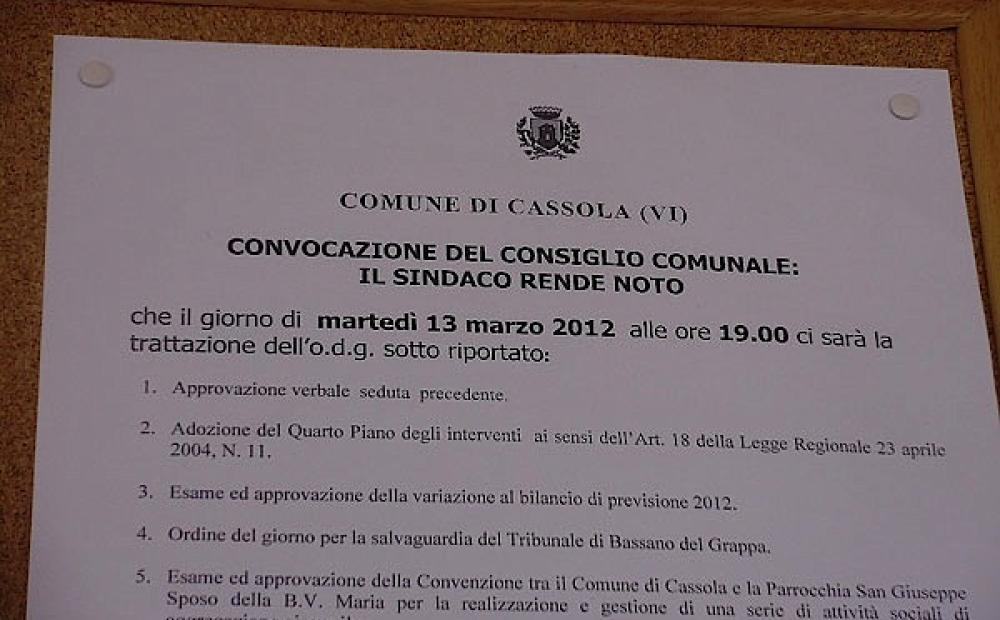 COMUNE DI CASSOLA (VI)
CONVOCAZIONE DEL CONSIGLIO COMUNALE:
IL SINDACO RENDE NOTO
che il giorno di martedì 13 marzo 2012 alle ore 19.00 ci sarà la
trattazione dell'o.d.g. sotto riportato:
1. Approvazione verbale seduta precedente.
2. Adozione del Quarto Piano degli interventi ai sensi dell'Art. 18 della Legge Regionale 23 aprile
2004, N. 11.
3. Esame ed approvazione della variazione al bilancio di previsione 2012.
4. Ordine del giorno per la salvaguardia del Tribunale di Bassano del Grappa.
5. Esame ed approvazione della Convenzione tra il Comune di Cassola e la Parrocchia San Giuseppe
Sposo della B.V. Maria per la realizzazione e gestione di una serie di attività sociali di